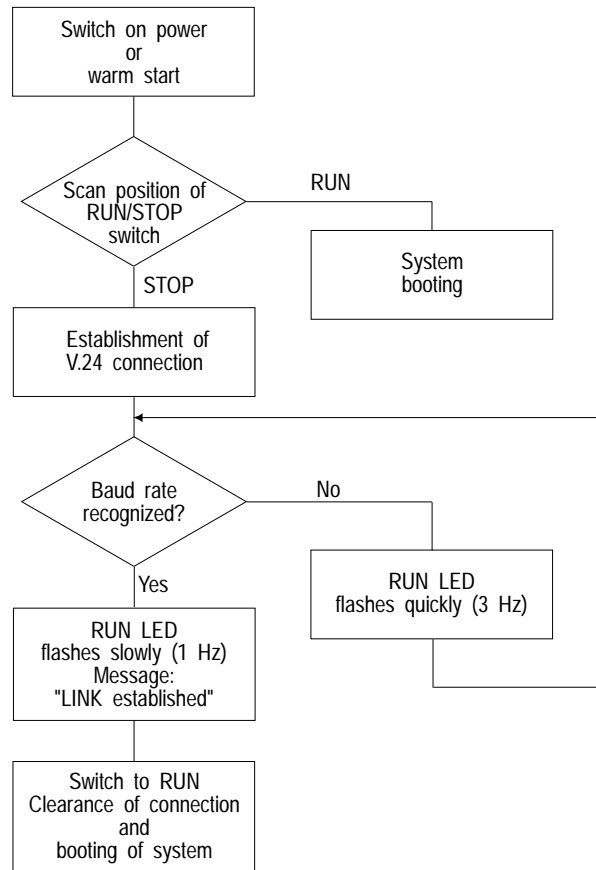 Switch on power
or
warm start
Scan position of
RUN/STOP
switch
RUN
System
booting
STOP
Establishment of
V.24 connection
Baud rate
recognized?
No
RUN LED
flashes quickly (3 Hz)
Yes
RUN LED
flashes slowly (1 Hz)
Message:
"LINK established"
Switch to RUN
Clearance of connection
and
booting of system